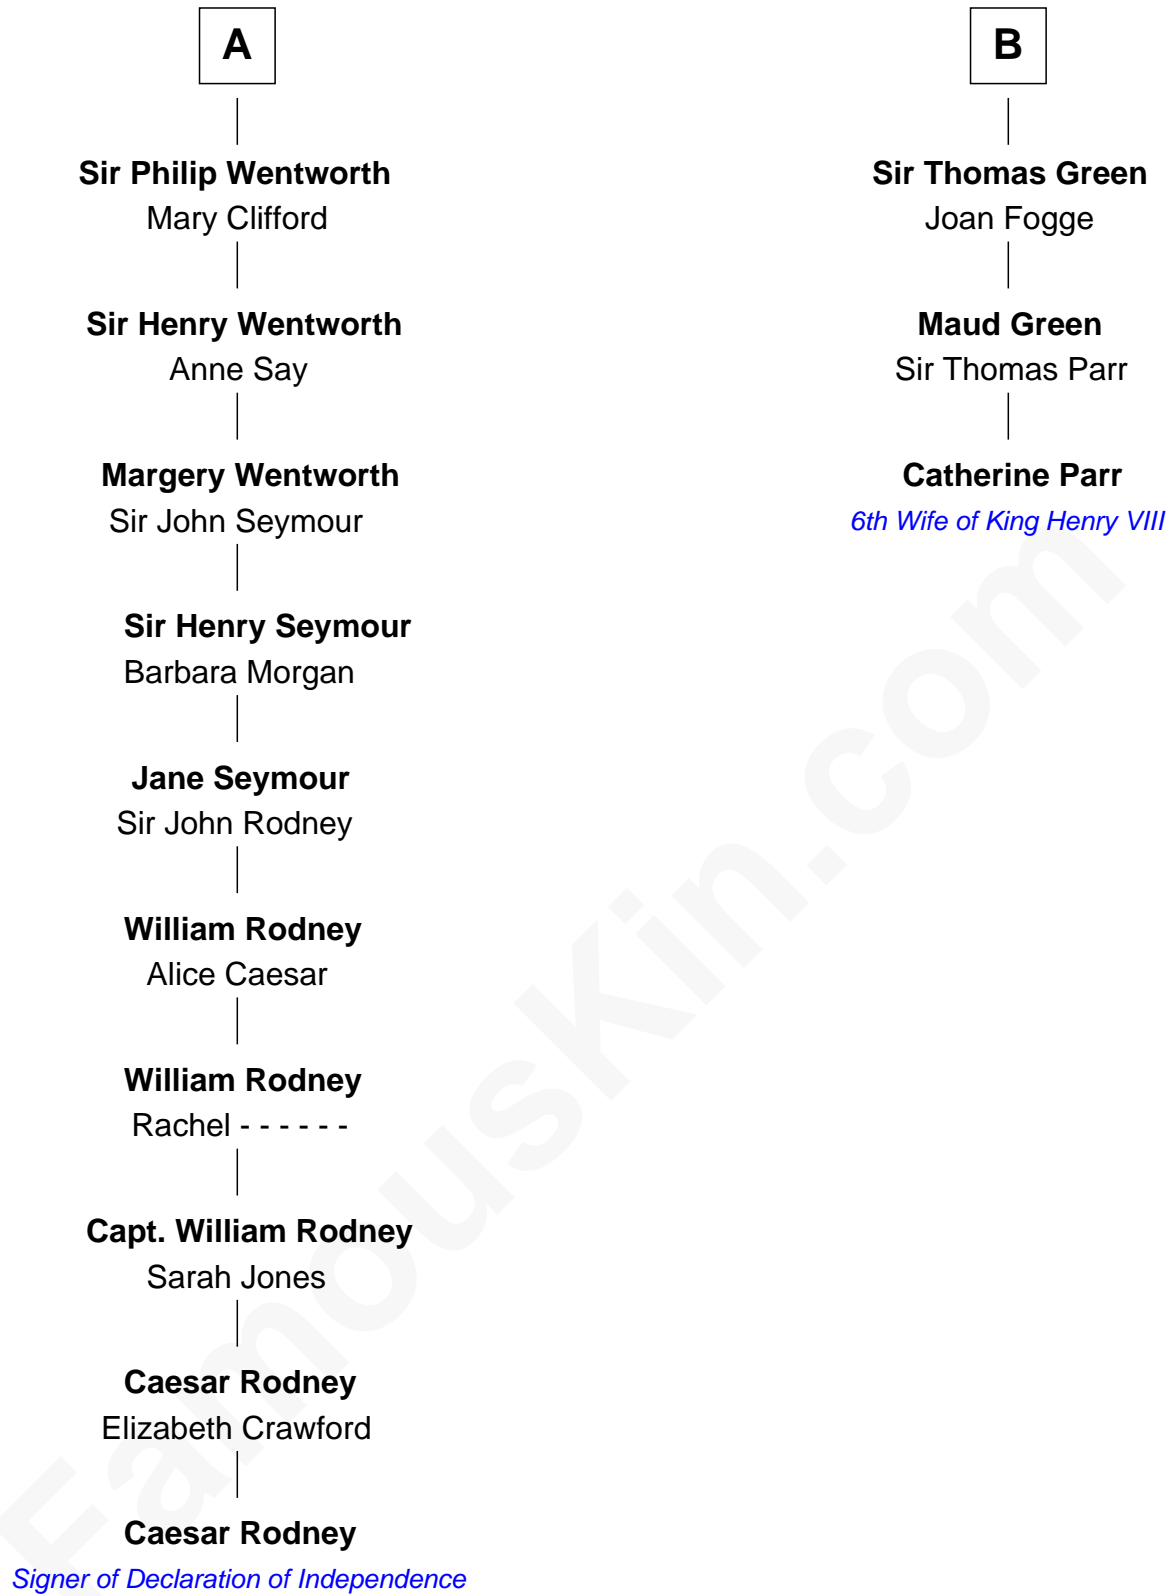 A
Sir Philip Wentworth
Mary Clifford
Sir Henry Wentworth
Anne Say
Margery Wentworth
Sir John Seymour
Sir Henry Seymour
Barbara Morgan
Jane Seymour
Sir John Rodney
William Rodney
Alice Caesar
William Rodney
Rachel - - - - - -
Capt. William Rodney
Sarah Jones
Caesar Rodney
Elizabeth Crawford
Caesar Rodney
Signer of Declaration of Independence
B
Sir Thomas Green
Joan Fogge
Maud Green
Sir Thomas Parr
Catherine Parr
6th Wife of King Henry VIII
FamousKin.com